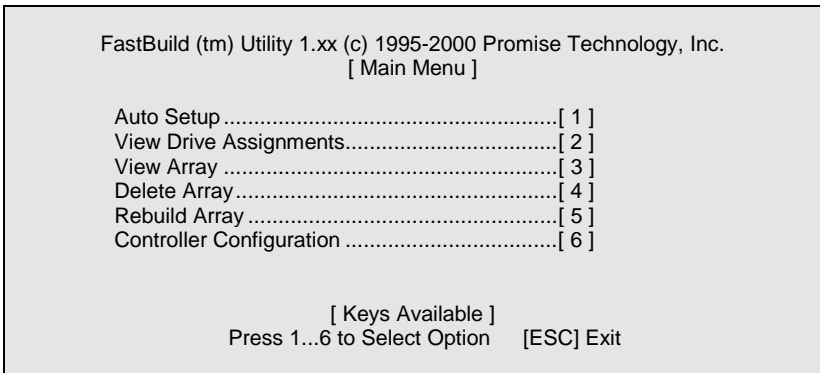 FastBuild (tm) Utility 1.xx (c) 1995-2000 Promise Technology, Inc.
[ Main Menu ]
Auto Setup ......................................................[ 1 ]
View Drive Assignments..................................[ 2 ]
View Array ......................................................[ 3 ]
Delete Array....................................................[ 4 ]
Rebuild Array..................................................[ 5 ]
Controller Configuration ..................................[ 6 ]
[ Keys Available ]
Press 1...6 to Select Option [ESC] Exit